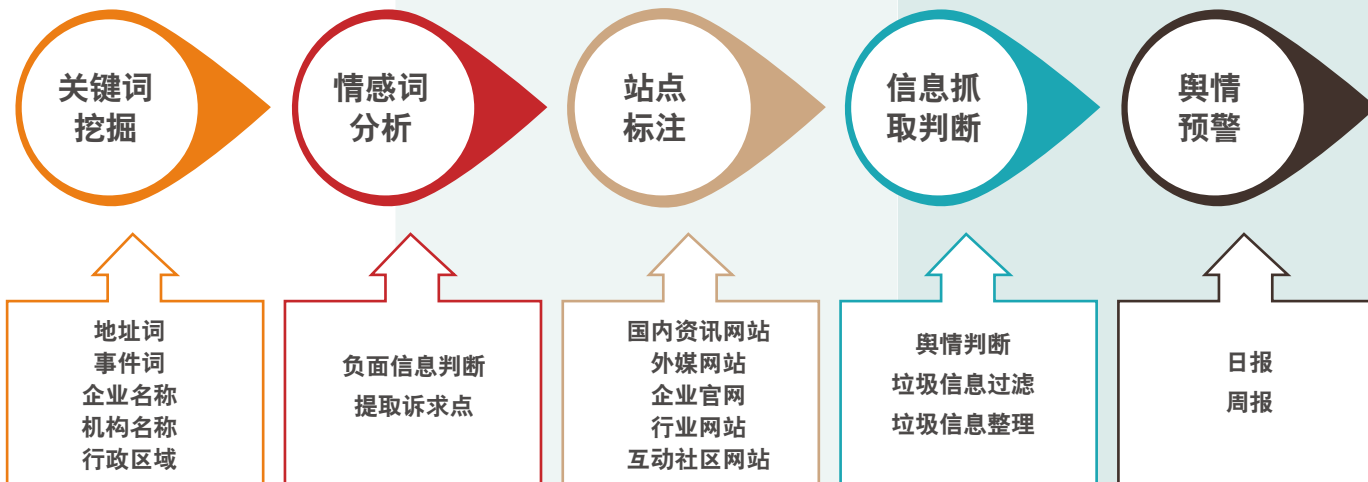 关键词
挖掘
情感词
分析
站点
标注
信息抓
取判断
舆情
预警
地址词
事件词
企业名称
机构名称
行政区域
负面信息判断
提取诉求点
国内资讯网站
外媒网站
企业官网
行业网站
互动社区网站
舆情判断
垃圾信息过滤
垃圾信息整理
日报
周报